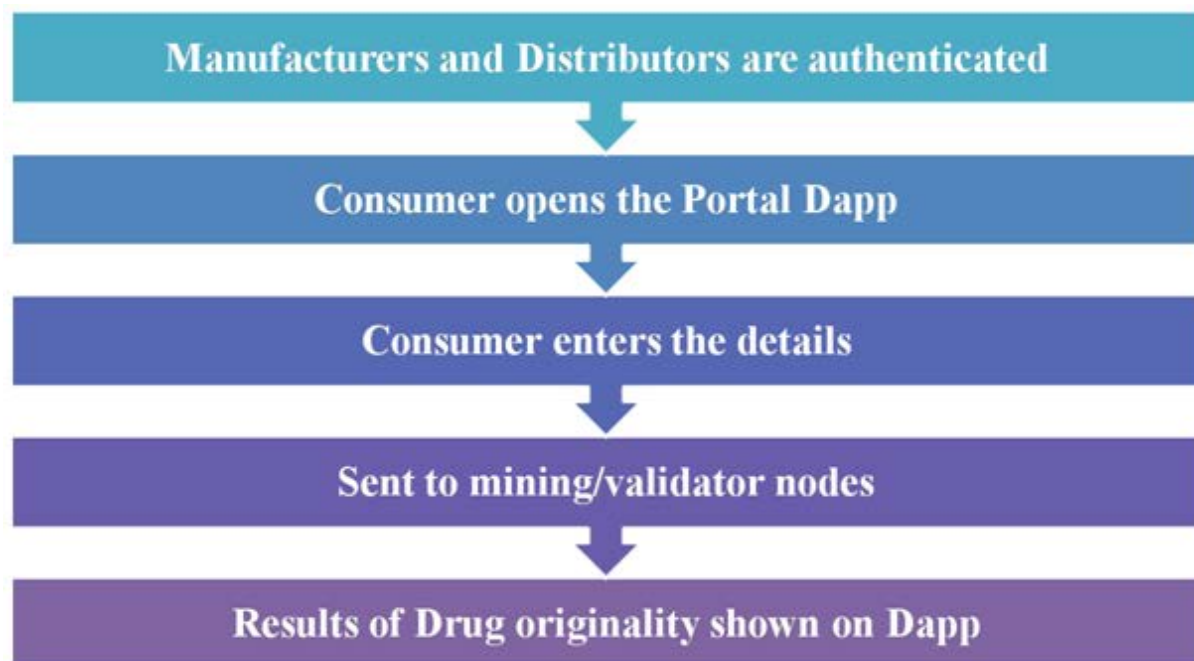 Manufacturers and Distributors are authenticated
Consumer opens the Portal Dapp
Consumer enters the details
Sent to mining/validator nodes
Results of Drug originality shown on Dapp